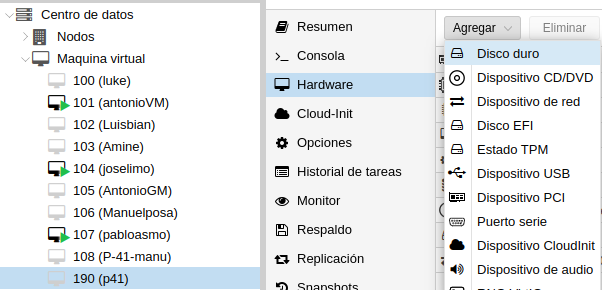 Centro de datos
Nodos
Maquina virtual
100 (luke)
101 (antonioVM)
102 (Luisbian)
103 (Amine)
104 (joselimo)
105 (AntonioGM)
106 (Manuelposa)
107 (pabloasmo)
108 (P-41-manu)
190 (p41)
Resumen
Consola
Hardware
Cloud-Init
Opciones
Historial de tareas
Monitor
Respaldo
Replicación
Snapshots
Agregar
Eliminar
Disco duro
Dispositivo CD/DVD
Dispositivo de red
Disco EFI
Estado TPM
Dispositivo USB
Dispositivo PCI
Puerto serie
Dispositivo CloudInit
Dispositivo de audio